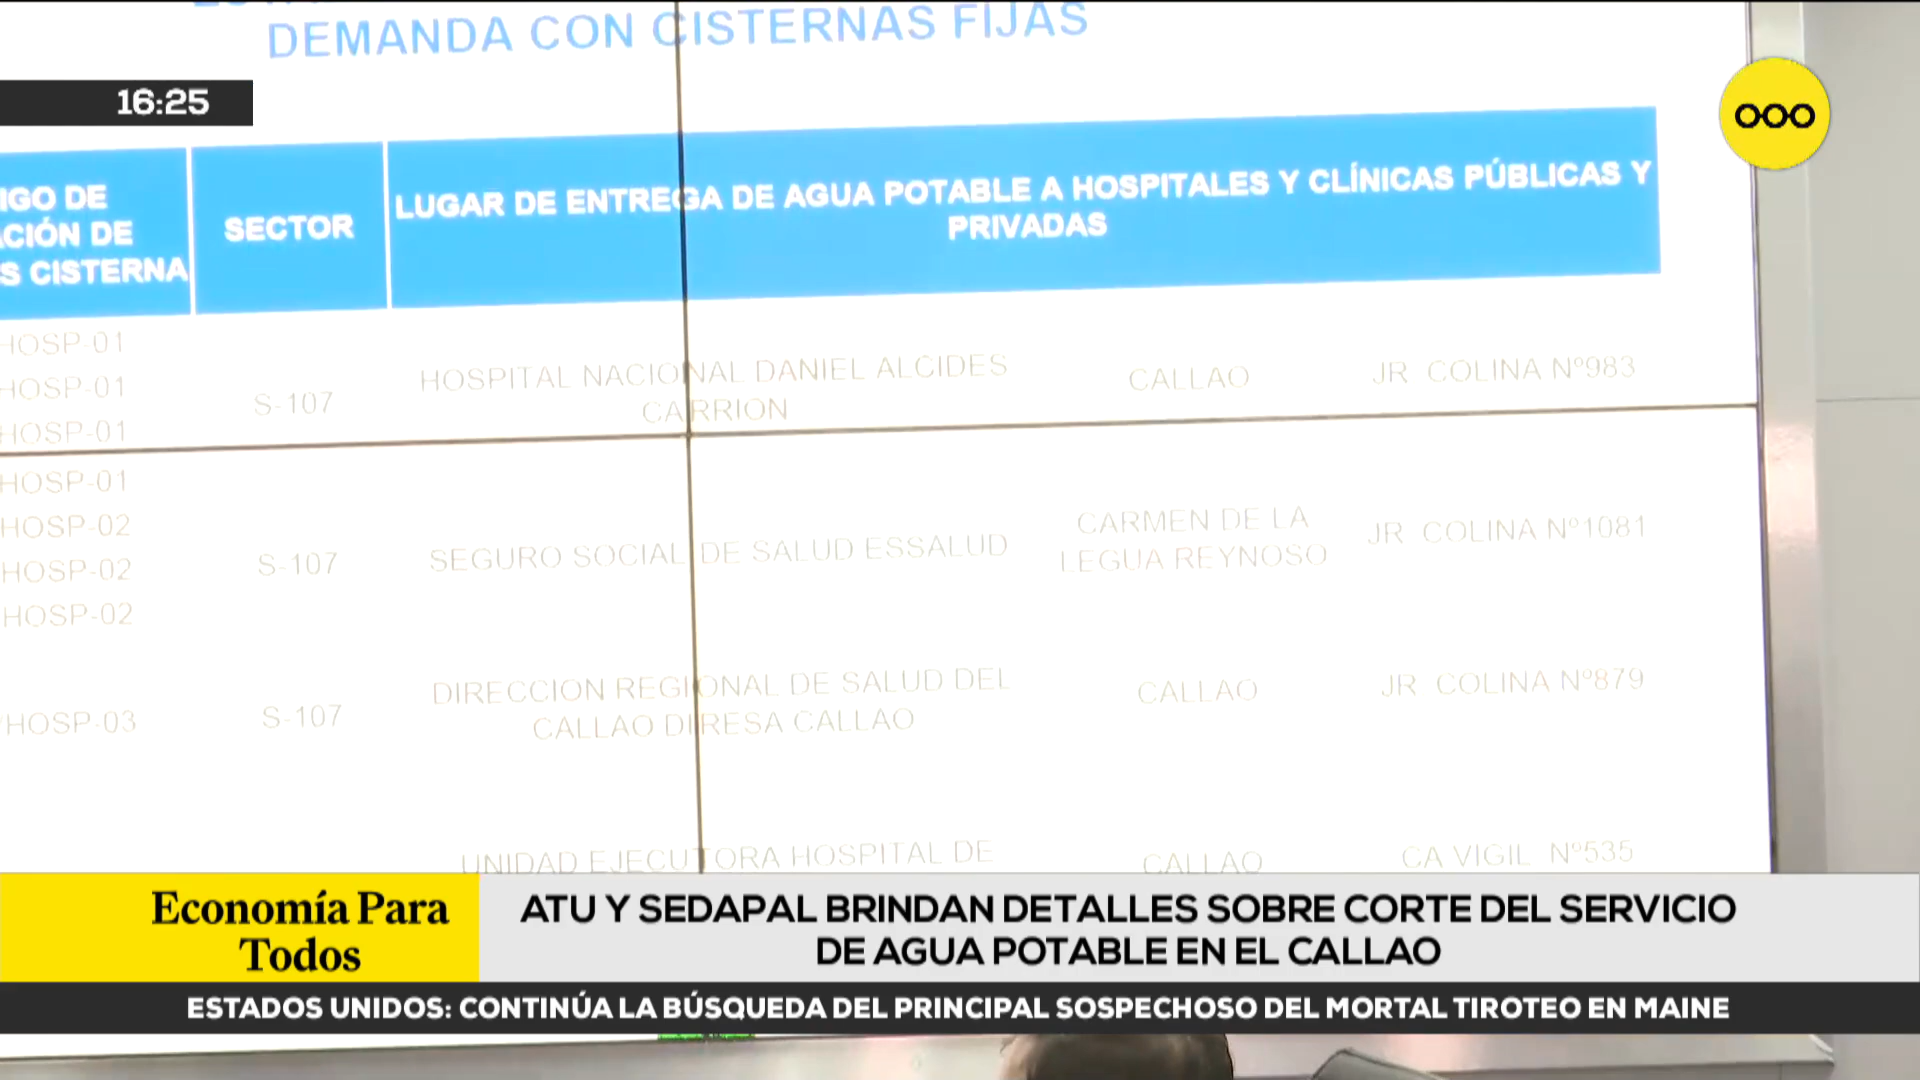 DEMANDA CON CISTERNAS FIJAS
16:25
OOO
IGO DE
CIÓN DE
S CISTERNA
SECTOR
LUGAR DE ENTREGA DE AGUA POTABLE A HOSPITALES Y CLÍNICAS PÚBLICAS Y
PRIVADAS
HOSP-01
HOSP-01
HOSP-01
S-107
HOSPITAL NACIONAL DANIEL ALCIDES
CARRION
CALLAO
JR COLINA Nº983
HOSP-01
HOSP-02
HOSP-02
HOSP-02
S-107
SEGURO SOCIAL DE SALUD ESSALUD
CARMEN DE LA
LEGUA REYNOSO
JR COLINA Nº1081
HOSP-03
S-107
DIRECCION REGIONAL DE SALUD DEL
CALLAO DIRESA CALLAO
CALLAO
JR COLINA Nº879
UNIDAD EJECUTORA HOSPITAL DE
CALLAO
CA VIGIL Nº535
Economía Para
Todos
ATU Y SEDAPAL BRINDAN DETALLES SOBRE CORTE DEL SERVICIO
DE AGUA POTABLE EN EL CALLAO
ESTADOS UNIDOS: CONTINÚA LA BÚSQUEDA DEL PRINCIPAL SOSPECHOSO DEL MORTAL TIROTEO EN MAINE